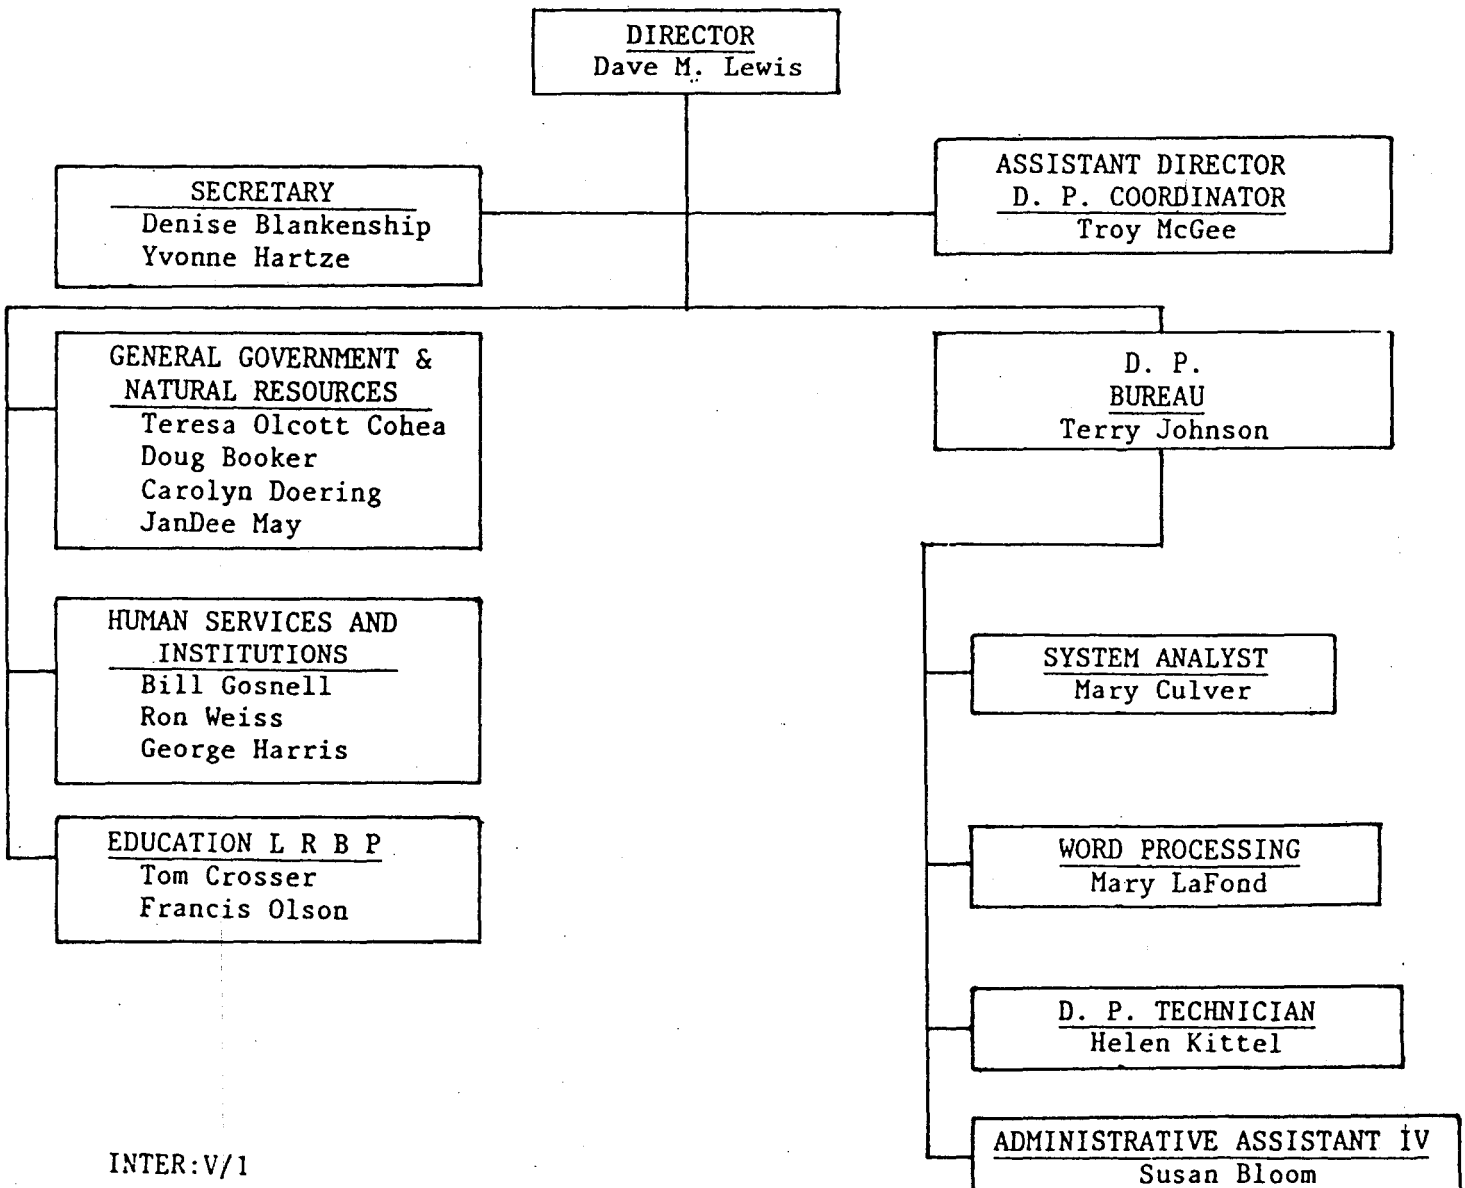 DIRECTOR
Dave M. Lewis
SECRETARY
Denise Blankenship
Yvonne Hartze
ASSISTANT DIRECTOR
D. P. COORDINATOR
Troy McGee
GENERAL GOVERNMENT &
NATURAL RESOURCES
Teresa Olcott Cohea
Doug Booker
Carolyn Doering
JanDee May
HUMAN SERVICES AND
INSTITUTIONS
Bill Gosnell
Ron Weiss
George Harris
EDUCATION L R B P
Tom Crosser
Francis Olson
D. P.
BUREAU
Terry Johnson
SYSTEM ANALYST
Mary Culver
WORD PROCESSING
Mary LaFond
D. P. TECHNICIAN
Helen Kittel
ADMINISTRATIVE ASSISTANT IV
Susan Bloom
INTER:V/1